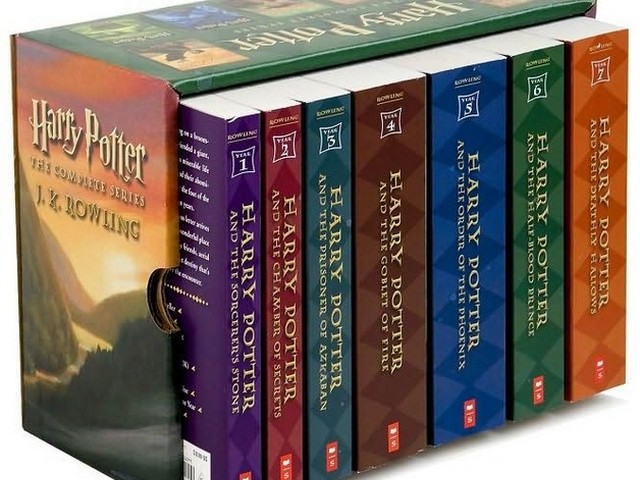 Harry Potter
Harry Potter
THE COMPLETE SERIES
J. K. ROWLING
ROWLING
YEAR
1
HARRY POTTER
AND THE SORCERER'S STONE
ROWLING
YEAR
2
HARRY POTTER
AND THE CHAMBER OF SECRETS
ROWLING
YEAR
3
HARRY POTTER
AND THE PRISONER OF AZKABAN
ROWLING
YEAR
4
HARRY POTTER
AND THE GOBLET OF FIRE
ROWLING
YEAR
5
HARRY POTTER
AND THE ORDER OF THE PHOENIX
ROWLING
YEAR
6
HARRY POTTER
AND THE HALF-BLOOD PRINCE
ROWLING
YEAR
7
HARRY POTTER
AND THE DEATHLY HALLOWS
S
S
S
S
S
S
S